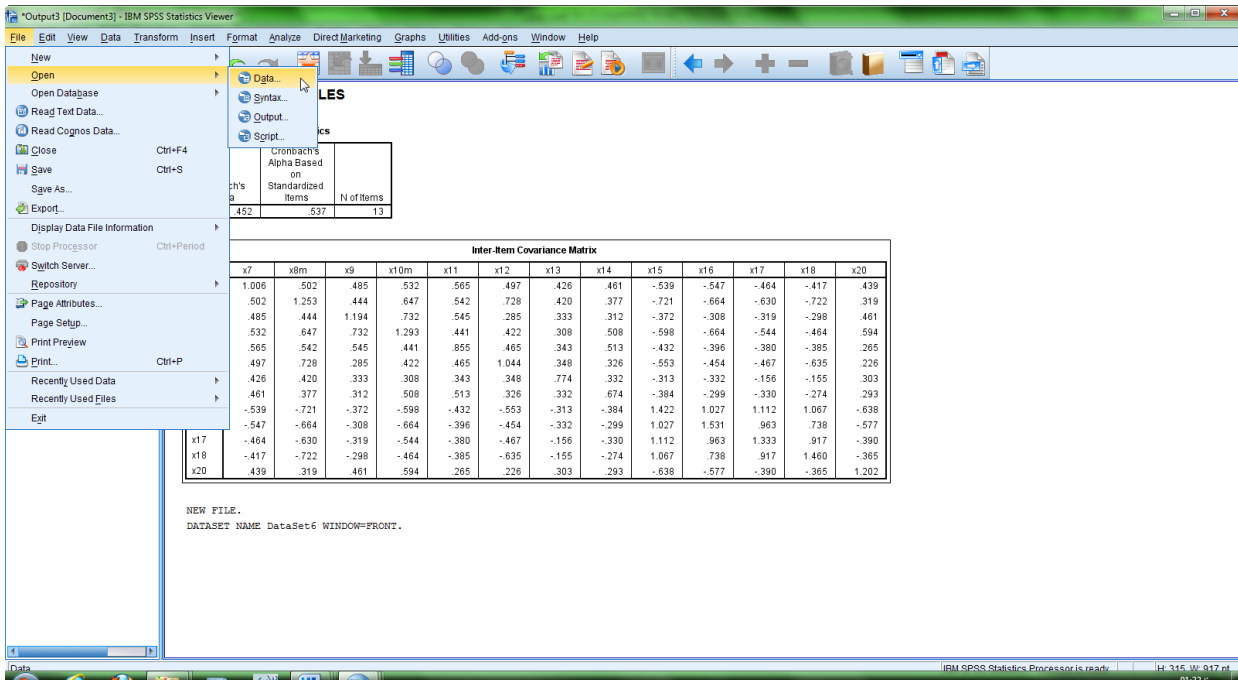 *Output3 [Document3] - IBM SPSS Statistics Viewer
File Edit View Data Transform Insert Format Analyze Direct Marketing Graphs Utilities Add-ons Window Help
New
Open
Open Database
Read Text Data...
Read Cognos Data...
Close Ctrl+F4
Save Ctrl+S
Save As...
Export...
Display Data File Information
Stop Processor Ctrl+Period
Switch Server...
Repository
Page Attributes...
Page Setup...
Print Preview
Print... Ctrl+P
Recently Used Data
Recently Used Files
Exit
Data...
Syntax...
Output...
Script...
LES
ics
ch's
a
Cronbach's
Alpha Based
on
Standardized
Items
N of Items
.452 .537 13
Inter-Item Covariance Matrix
x7 x8m x9 x10m x11 x12 x13 x14 x15 x16 x17 x18 x20
1.006 .502 .485 .532 .565 .497 .426 .461 -.539 -.547 -.464 -.417 .439
.502 1.253 .444 .647 .542 .728 .420 .377 -.721 -.664 -.630 -.722 .319
.485 .444 1.194 .732 .545 .285 .333 .312 -.372 -.308 -.319 -.298 .461
.532 .647 .732 1.293 .441 .422 .308 .508 -.598 -.664 -.544 -.464 .594
.565 .542 .545 .441 .855 .465 .343 .513 -.432 -.396 -.380 -.385 .265
.497 .728 .285 .422 .465 1.044 .348 .326 -.553 -.454 -.467 -.635 .226
.426 .420 .333 .308 .343 .348 .774 .332 -.313 -.332 -.156 -.155 .303
.461 .377 .312 .508 .513 .326 .332 .674 -.384 -.299 -.330 -.274 .293
-.539 -.721 -.372 -.598 -.432 -.553 -.313 -.384 1.422 1.027 1.112 1.067 -.638
-.547 -.664 -.308 -.664 -.396 -.454 -.332 -.299 1.027 1.531 .963 .738 -.577
x17 -.464 -.630 -.319 -.544 -.380 -.467 -.156 -.330 1.112 .963 1.333 .917 -.390
x18 -.417 -.722 -.298 -.464 -.385 -.635 -.155 -.274 1.067 .738 .917 1.460 -.365
x20 .439 .319 .461 .594 .265 .226 .303 .293 -.638 -.577 -.390 -.365 1.202
NEW FILE.
DATASET NAME DataSet6 WINDOW=FRONT.
Data
IBM SPSS Statistics Processor is ready
H: 315, W: 917 pt